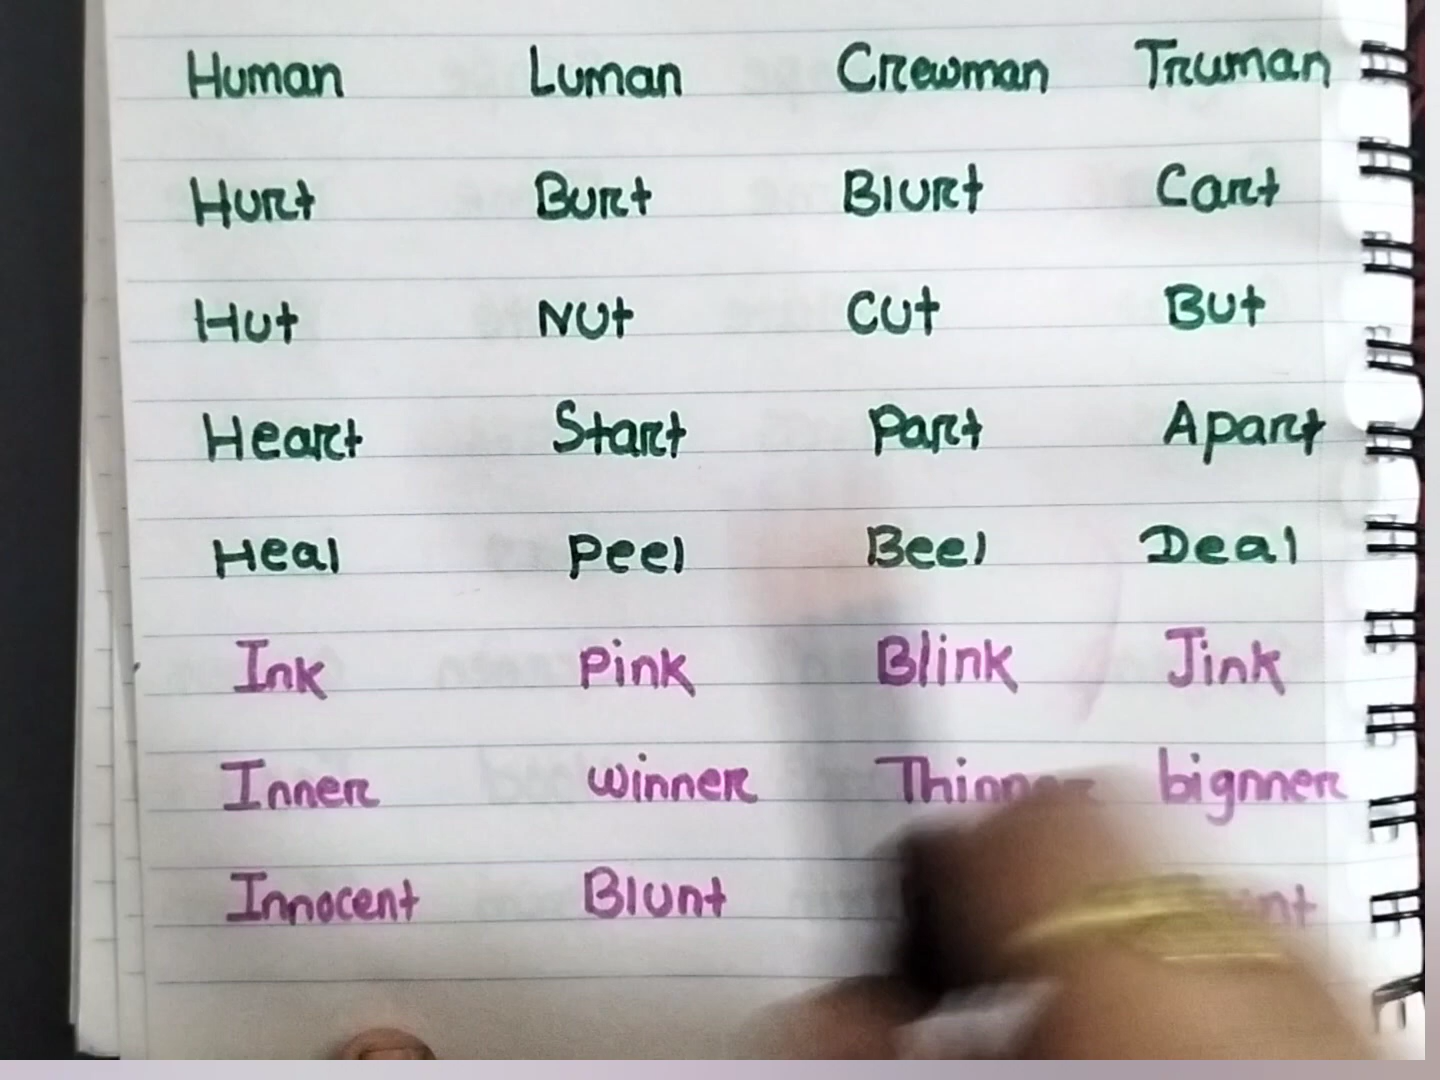 Human Luman Crewman Truman
Hurt Burt Blurt Cart
Hut Nut Cut But
Heart Start Part Apart
Heal Peel Beel Deal
Ink Pink Blink Jink
Inner winner bignner
Innocent Blunt